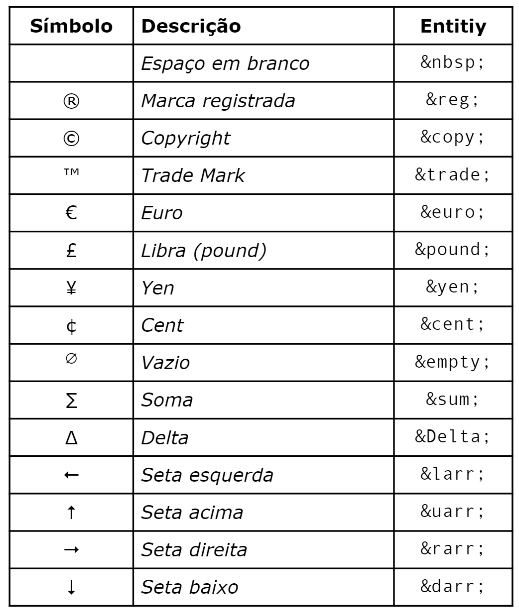 Símbolo Descrição Entitiy
Espaço em branco &nbsp;
® Marca registrada &reg;
© Copyright &copy;
™ Trade Mark &trade;
€ Euro &euro;
£ Libra (pound) &pound;
¥ Yen &yen;
¢ Cent &cent;
∅ Vazio &empty;
∑ Soma &sum;
Δ Delta &Delta;
← Seta esquerda &larr;
↑ Seta acima &uarr;
→ Seta direita &rarr;
↓ Seta baixo &darr;